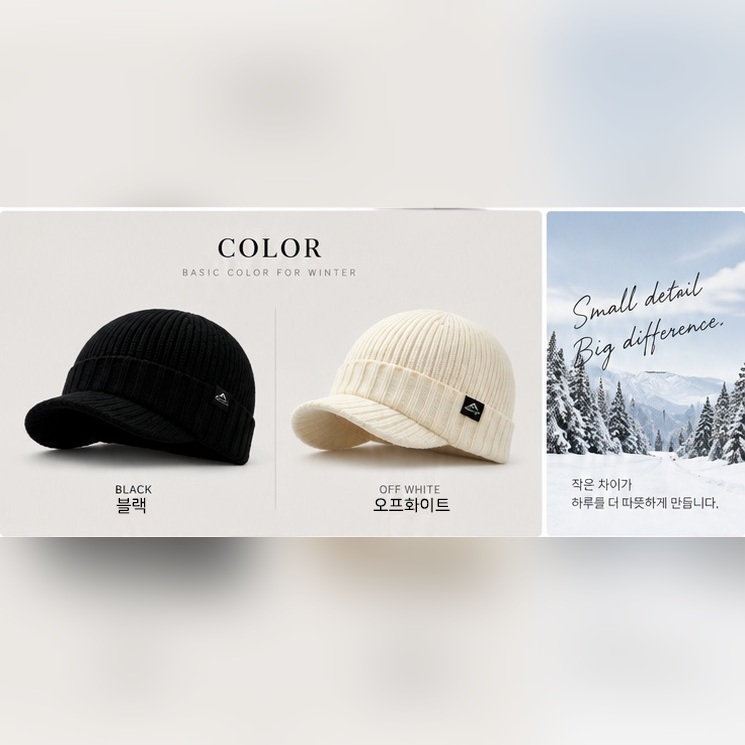 COLOR
BASIC COLOR FOR WINTER
BLACK
블랙
OFF WHITE
오프화이트
Small detail
Big difference.
작은 차이가
하루를 더 따뜻하게 만듭니다.